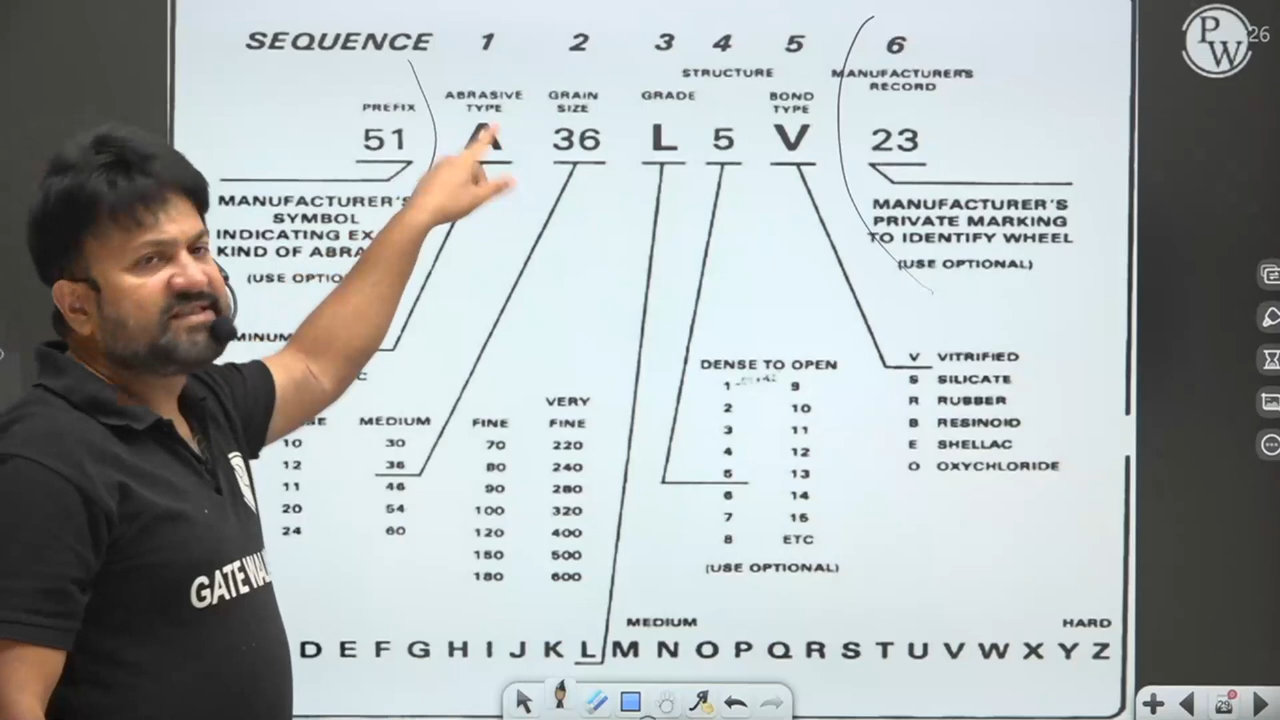 SEQUENCE 1 2 3 4 5 6
STRUCTURE MANUFACTURER'S RECORD
PREFIX ABRASIVE TYPE GRAIN SIZE GRADE BOND TYPE
51 A 36 L 5 V 23
MANUFACTURER'S
SYMBOL
INDICATING
KIND OF
(USE
MANUFACTURER'S
PRIVATE MARKING
TO IDENTIFY WHEEL
(USE OPTIONAL)
V VITRIFIED
S SILICATE
R RUBBER
B RESINOID
E SHELLAC
O OXYCHLORIDE
DENSE TO OPEN
1 9
2 10
3 11
4 12
5 13
6 14
7 15
8 ETC
(USE OPTIONAL)
VERY
MEDIUM FINE FINE
10 30 70 220
12 36 80 240
11 46 90 280
20 54 100 320
24 60 120 400
150 500
180 600
MEDIUM HARD
D E F G H I J K L M N O P Q R S T U V W X Y Z
PW
26
GATE WAL
29